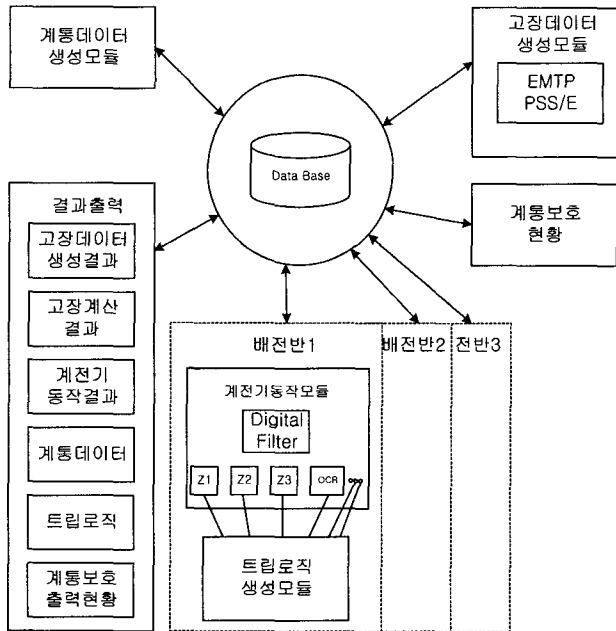 계통데이터
생성모듈
고장데이터
생성모듈
EMTP
PSS/E
Data Base
계통보호
현황
결과출력
고장데이터
생성결과
고장계산
결과
계전기
동작결과
계통데이터
트립로직
계통보호
출력현황
배전반1
배전반2
전반3
계전기동작모듈
Digital
Filter
Z1
Z2
Z3
OCR
트립로직
생성모듈